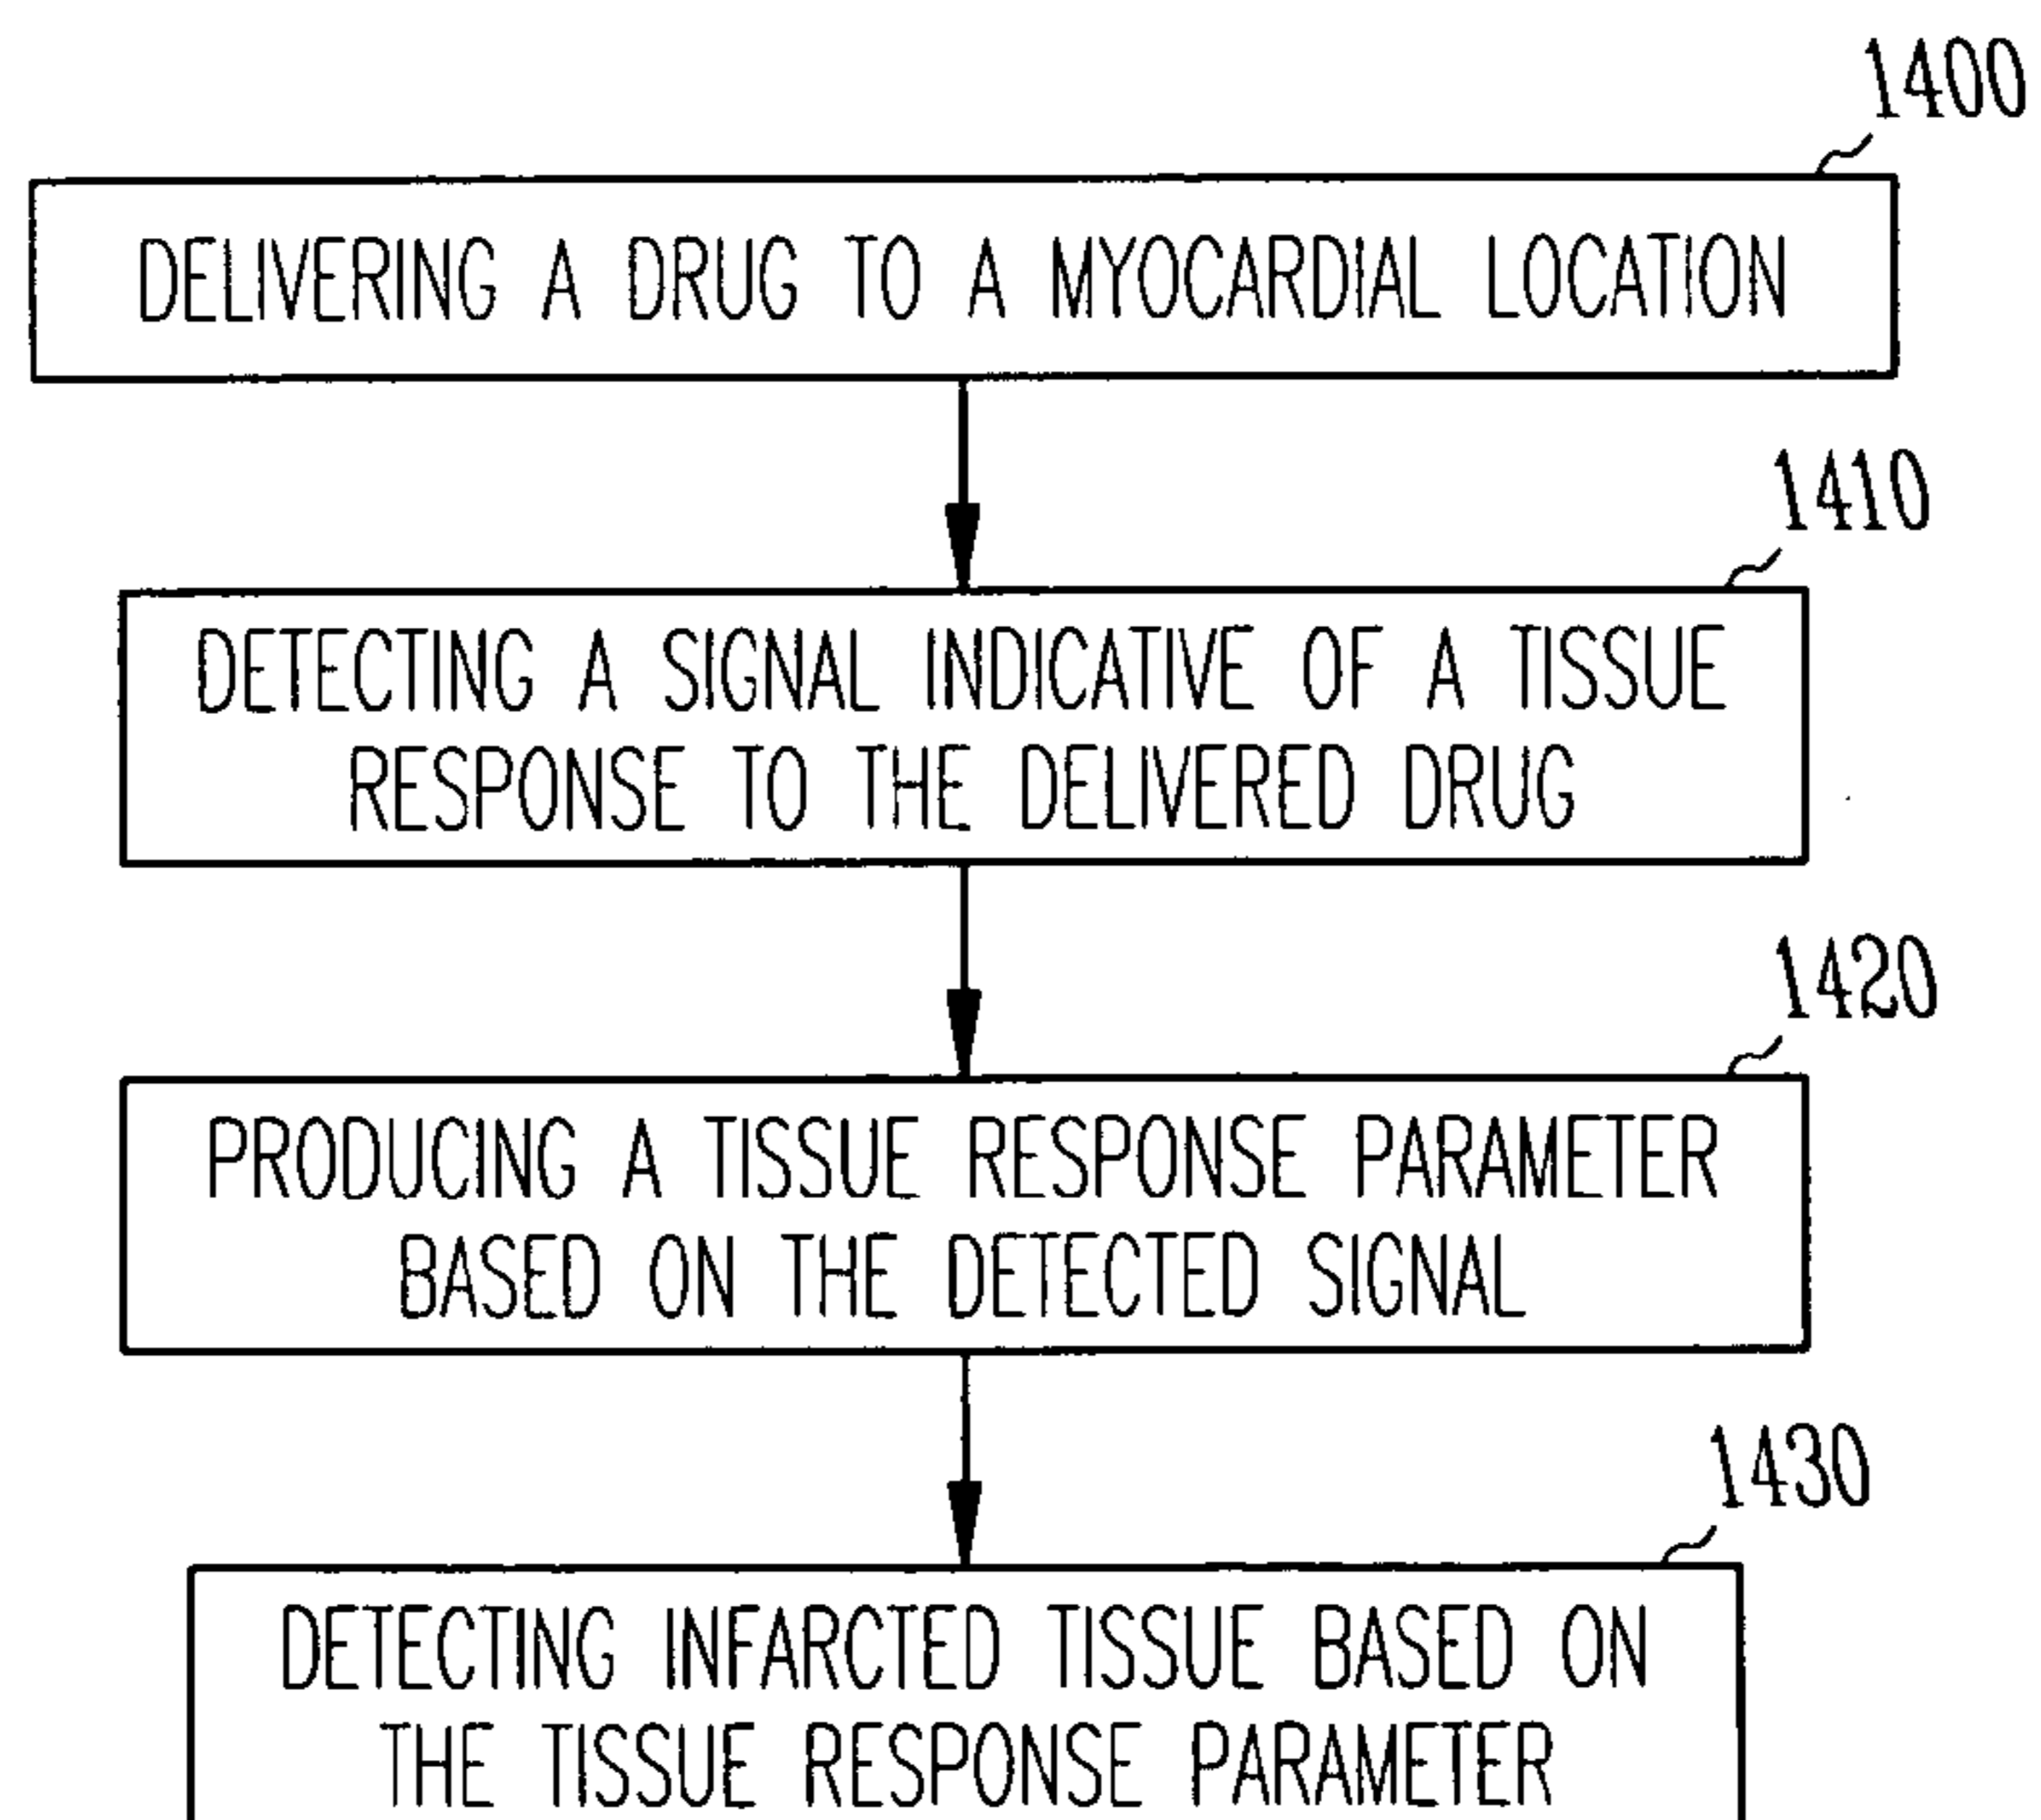 1400
DELIVERING A DRUG TO A MYOCARDIAL LOCATION
1410
DETECTING A SIGNAL INDICATIVE OF A TISSUE
RESPONSE TO THE DELIVERED DRUG
1420
PRODUCING A TISSUE RESPONSE PARAMETER
BASED ON THE DETECTED SIGNAL
1430
DETECTING INFARCTED TISSUE BASED ON
THE TISSUE RESPONSE PARAMETER